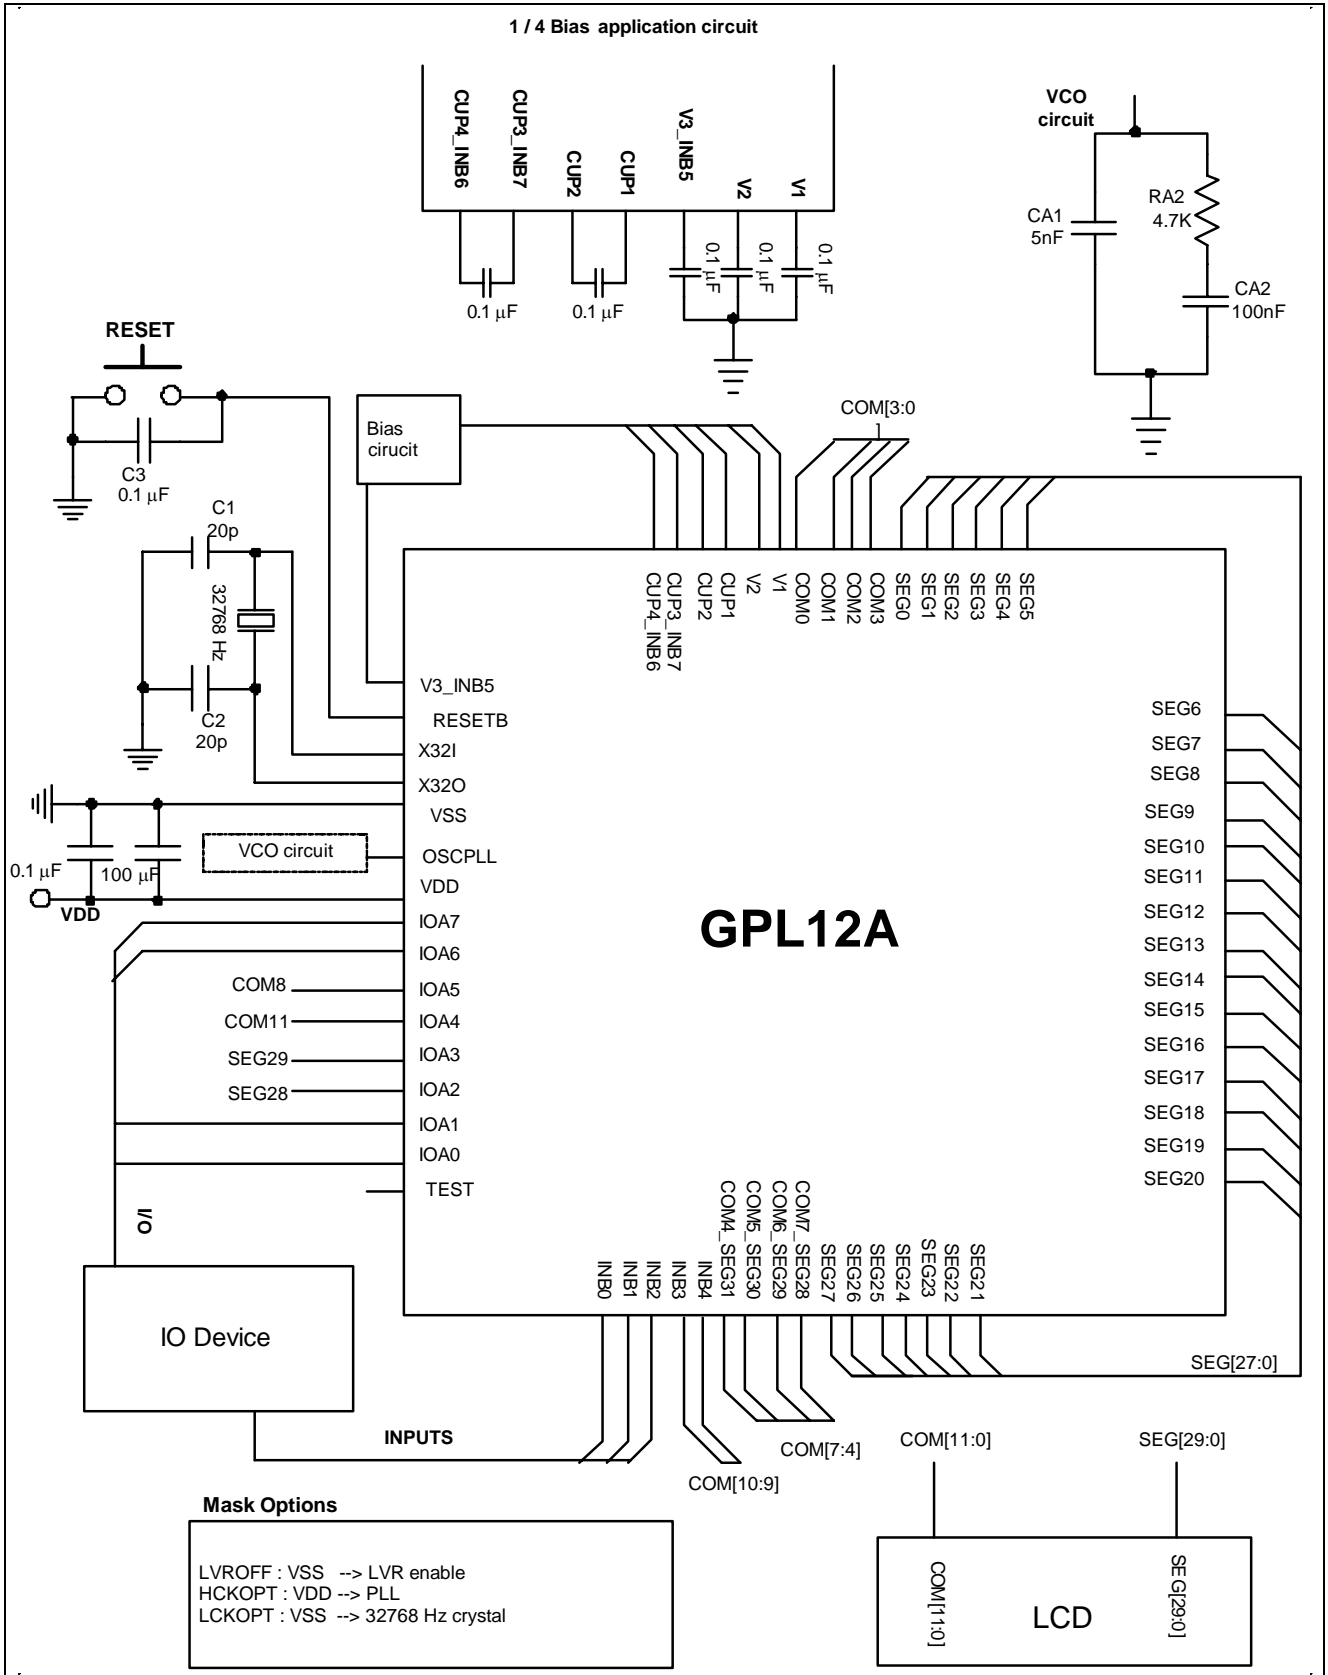 1 / 4 Bias application circuit
CUP4_INB6
CUP3_INB7
CUP2
CUP1
V3_INB5
V2
V1
0.1 µF
0.1 µF
0.1 µF
0.1 µF
0.1 µF
VCO
circuit
CA1
5nF
RA2
4.7K
CA2
100nF
RESET
C3
0.1 µF
Bias
cirucit
COM[3:0
]
C1
20p
32768 Hz
C2
20p
CUP4_INB6
CUP3_INB7
CUP2
CUP1
V2
V1
COM0
COM1
COM2
COM3
SEG0
SEG1
SEG2
SEG3
SEG4
SEG5
V3_INB5
RESETB
X32I
X32O
VSS
OSCPLL
VDD
IOA7
IOA6
IOA5
IOA4
IOA3
IOA2
IOA1
IOA0
TEST
VCO circuit
0.1 µF
100 µF
VDD
COM8
COM11
SEG29
SEG28
GPL12A
SEG6
SEG7
SEG8
SEG9
SEG10
SEG11
SEG12
SEG13
SEG14
SEG15
SEG16
SEG17
SEG18
SEG19
SEG20
I/O
INB0
INB1
INB2
INB3
INB4
COM4_SEG31
COM5_SEG30
COM6_SEG29
COM7_SEG28
SEG27
SEG26
SEG25
SEG24
SEG23
SEG22
SEG21
IO Device
SEG[27:0]
INPUTS
COM[7:4]
COM[10:9]
COM[11:0]
SEG[29:0]
Mask Options
LVROFF : VSS --> LVR enable
HCKOPT : VDD --> PLL
LCKOPT : VSS --> 32768 Hz crystal
COM[11:0]
LCD
SEG[29:0]